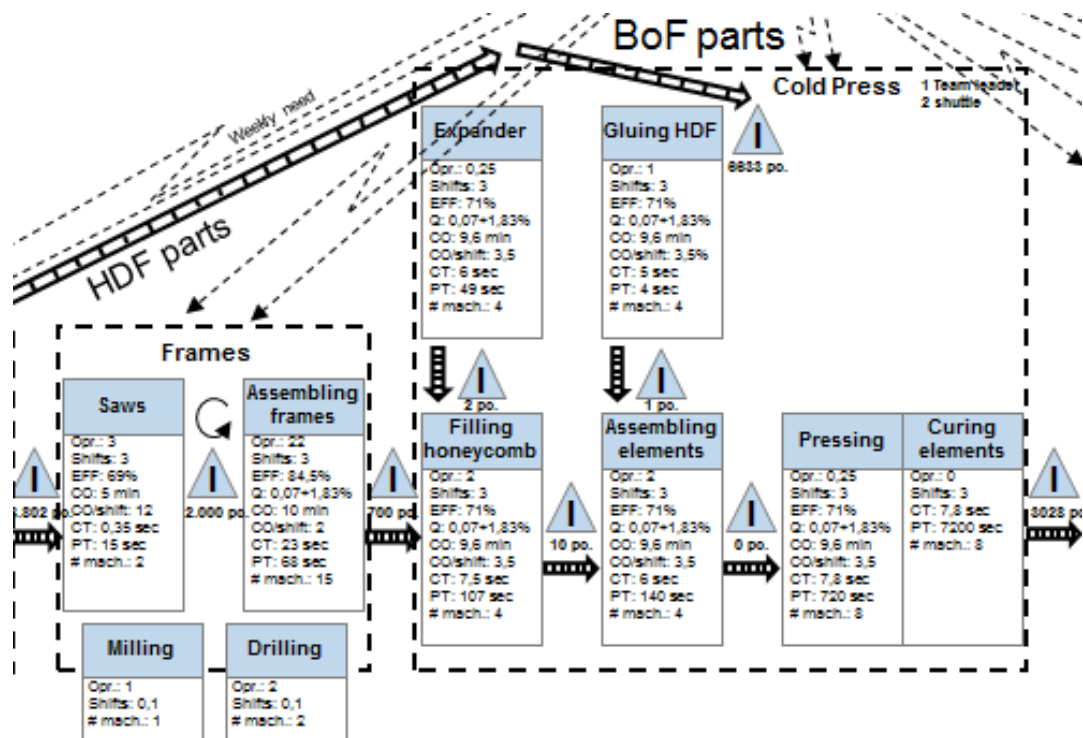 BoF parts
Cold Press
1 Team leader
2 shuttle
Weekly need
HDF parts
Expander
Opr.: 0,25
Shifts: 3
EFF: 71%
Q: 0,07+1,83%
CO: 9,6 min
CO/shift: 3,5
CT: 6 sec
PT: 49 sec
# mach.: 4
Gluing HDF
Opr.: 1
Shifts: 3
EFF: 71%
Q: 0,07+1,83%
CO: 9,6 min
CO/shift: 3,5%
CT: 5 sec
PT: 4 sec
# mach.: 4
I
6633 po.
Frames
I
.802 po.
Saws
Opr.: 3
Shifts: 3
EFF: 69%
CO: 5 min
CO/shift: 12
CT: 0,35 sec
PT: 15 sec
# mach.: 2
I
2.000 po.
Assembling
frames
Opr.: 22
Shifts: 3
EFF: 84,5%
Q: 0,07+1,83%
CO: 10 min
CO/shift: 2
CT: 23 sec
PT: 68 sec
# mach.: 15
I
700 po.
I
2 po.
Filling
honeycomb
Opr.: 2
Shifts: 3
EFF: 71%
Q: 0,07+1,83%
CO: 9,6 min
CO/shift: 3,5
CT: 7,5 sec
PT: 107 sec
# mach.: 4
I
10 po.
I
1 po.
Assembling
elements
Opr.: 2
Shifts: 3
EFF: 71%
Q: 0,07+1,83%
CO: 9,6 min
CO/shift: 3,5
CT: 6 sec
PT: 140 sec
# mach.: 4
I
0 po.
Pressing
Opr.: 0,25
Shifts: 3
EFF: 71%
Q: 0,07+1,83%
CO: 9,6 min
CO/shift: 3,5
CT: 7,8 sec
PT: 720 sec
# mach.: 8
Curing
elements
Opr.: 0
Shifts: 3
CT: 7,8 sec
PT: 7200 sec
# mach.: 8
I
3028 po
Milling
Opr.: 1
Shifts: 0,1
# mach.: 1
Drilling
Opr.: 2
Shifts: 0,1
# mach.: 2